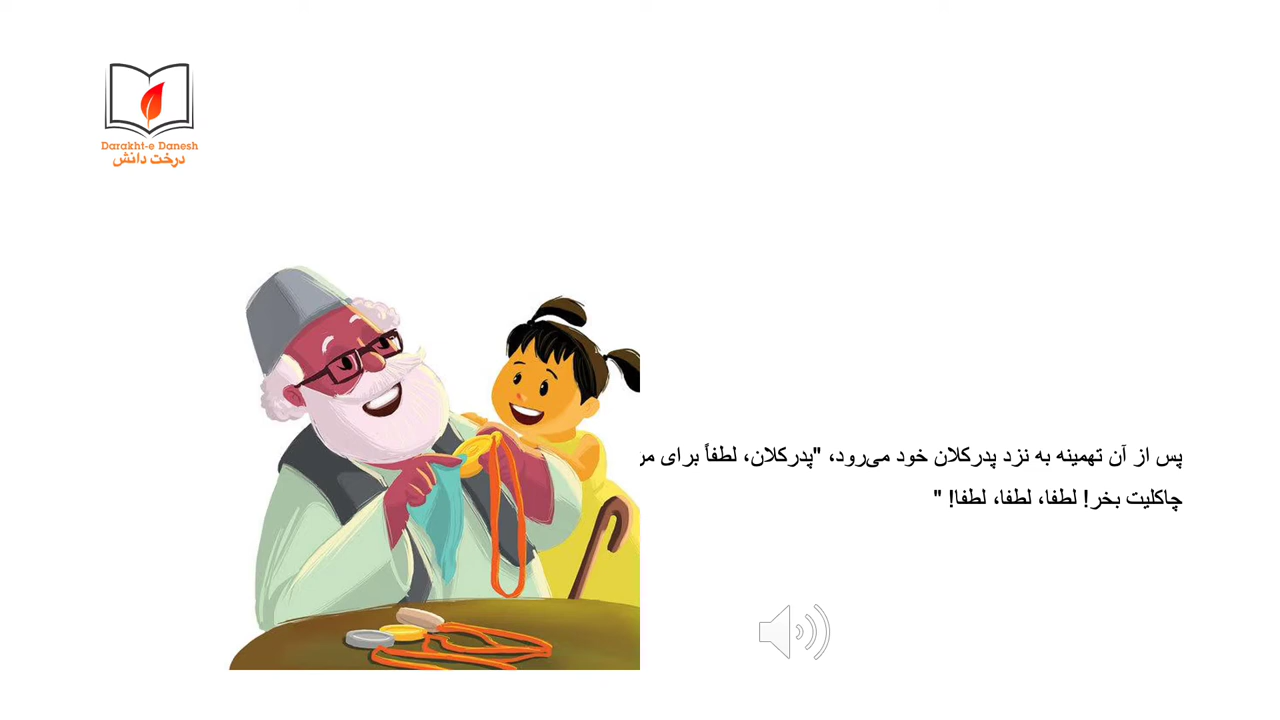 Darakht-e Danesh
درخت دانش
پس از آن تهمینه به نزد پدرکلان خود می‌رود، "پدرکلان، لطفاً برای من
چاکلیت بخر! لطفا، لطفا، لطفا! "